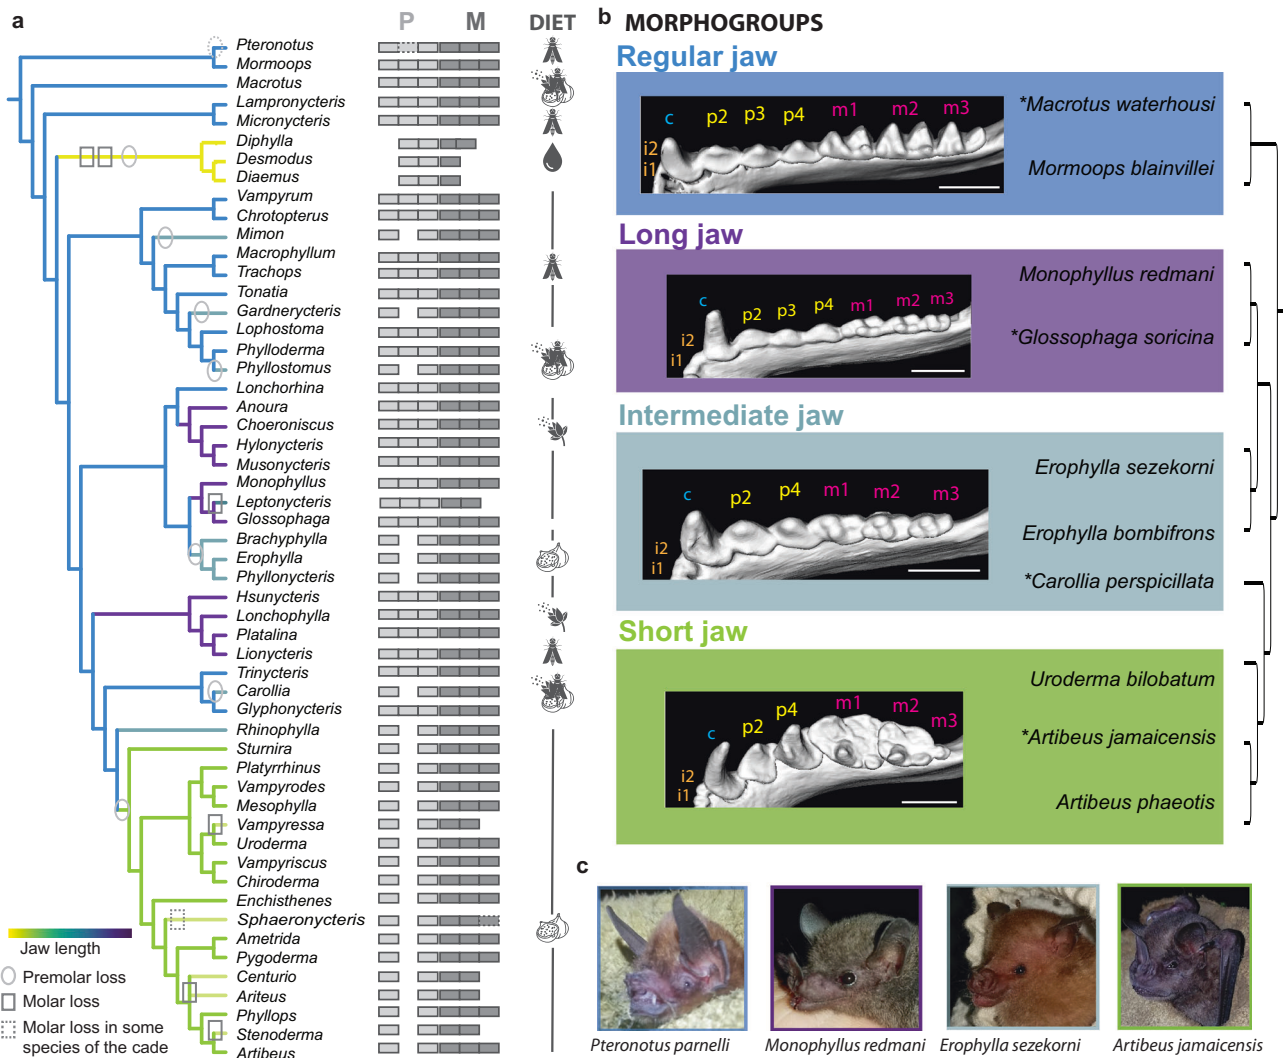 a
P M DIET
Pteronotus
Mormoops
Macrotus
Lampronycteris
Micronycteris
Diphylla
Desmodus
Diaemus
Vampyrum
Chrotopterus
Mimon
Macrophyllum
Trachops
Tonatia
Gardnerycteris
Lophostoma
Phylloderma
Phyllostomus
Lonchorhina
Anoura
Choeroniscus
Hylonycteris
Musonycteris
Monophyllus
Leptonycteris
Glossophaga
Brachyphylla
Erophylla
Phyllonycteris
Hsunycteris
Lonchophylla
Platalina
Lionycteris
Trinycteris
Carollia
Glyphonycteris
Rhinophylla
Sturnira
Platyrrhinus
Vampyrodes
Mesophylla
Vampyressa
Uroderma
Vampyriscus
Chiroderma
Enchisthenes
Sphaeronycteris
Ametrida
Pygoderma
Centurio
Ariteus
Phyllops
Stenoderma
Artibeus
Jaw length
Premolar loss
Molar loss
Molar loss in some
species of the cade
b MORPHOGROUPS
Regular jaw
c p2 p3 p4 m1 m2 m3
i2
i1
*Macrotus waterhousi
Mormoops blainvillei
Long jaw
c p2 p3 p4 m1 m2 m3
i2
i1
Monophyllus redmani
*Glossophaga soricina
Intermediate jaw
c p2 p4 m1 m2 m3
i2
i1
Erophylla sezekorni
Erophylla bombifrons
*Carollia perspicillata
Short jaw
c p2 p4 m1 m2 m3
i2
i1
Uroderma bilobatum
*Artibeus jamaicensis
Artibeus phaeotis
c
Pteronotus parnelli
Monophyllus redmani
Erophylla sezekorni
Artibeus jamaicensis